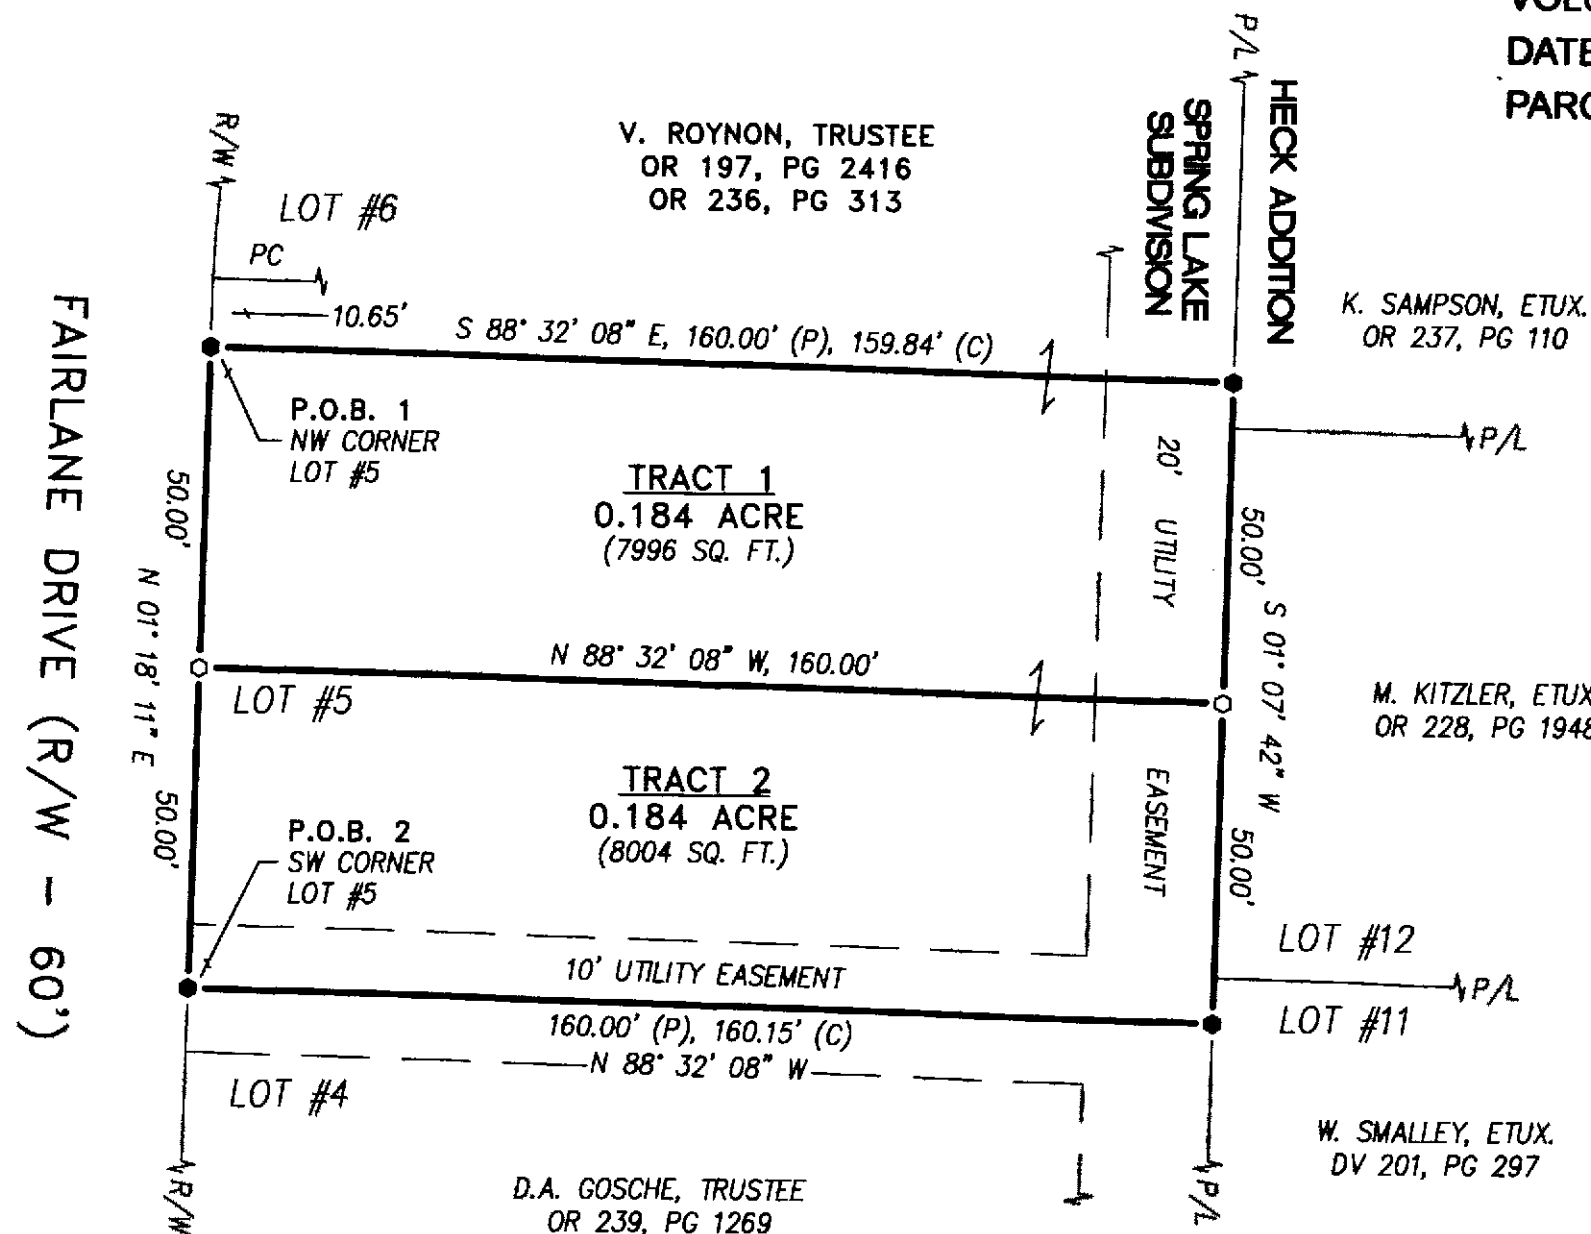 VOLU
DATE
PARC
P/L
HECK ADDITION
SPRING LAKE
SUBDIVISION
V. ROYNON, TRUSTEE
OR 197, PG 2416
OR 236, PG 313
R/W
LOT #6
PC
10.65'
S 88° 32' 08" E, 160.00' (P), 159.84' (C)
K. SAMPSON, ETUX.
OR 237, PG 110
P/L
P.O.B. 1
NW CORNER
LOT #5
TRACT 1
0.184 ACRE
(7996 SQ. FT.)
20' UTILITY EASEMENT
50.00'
S 01° 07' 42" W
50.00'
FAIRLANE DRIVE (R/W - 60')
50.00'
N 01° 18' 11" E
50.00'
N 88° 32' 08" W, 160.00'
LOT #5
M. KITZLER, ETUX
OR 228, PG 1948
TRACT 2
0.184 ACRE
(8004 SQ. FT.)
P.O.B. 2
SW CORNER
LOT #5
LOT #12
10' UTILITY EASEMENT
P/L
LOT #11
160.00' (P), 160.15' (C)
N 88° 32' 08" W
LOT #4
W. SMALLEY, ETUX.
DV 201, PG 297
R/W
P/L
D.A. GOSCHE, TRUSTEE
OR 239, PG 1269